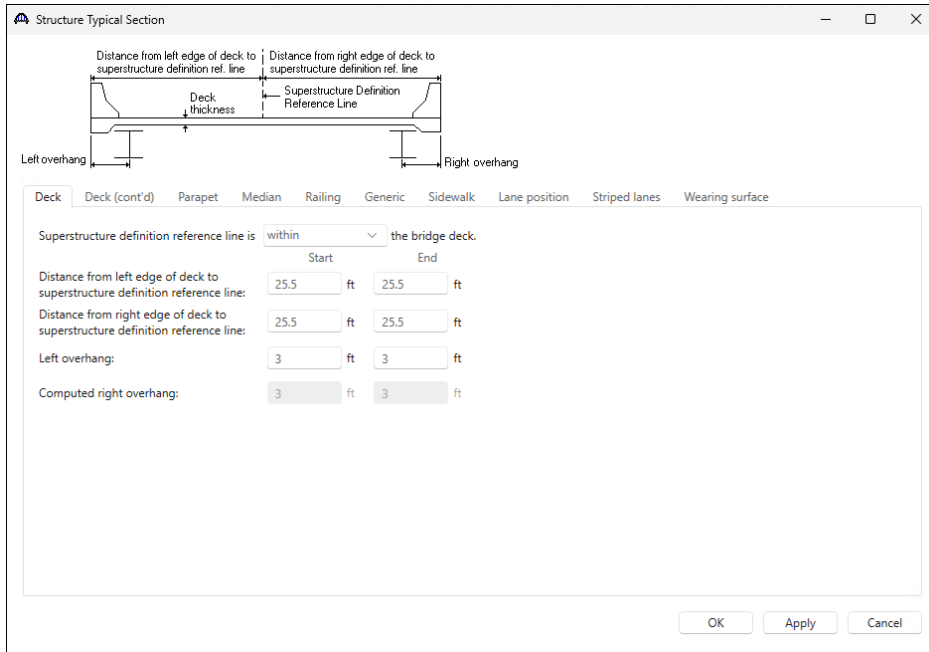 Structure Typical Section
Distance from left edge of deck to Distance from right edge of deck to
superstructure definition ref. line superstructure definition ref. line
Deck
thickness
Superstructure Definition
Reference Line
Left overhang
Right overhang
Deck Deck (cont'd) Parapet Median Railing Generic Sidewalk Lane position Striped lanes Wearing surface
Superstructure definition reference line is within the bridge deck.
Start End
Distance from left edge of deck to
superstructure definition reference line: 25.5 ft 25.5 ft
Distance from right edge of deck to
superstructure definition reference line: 25.5 ft 25.5 ft
Left overhang: 3 ft 3 ft
Computed right overhang: 3 ft 3 ft
OK Apply Cancel